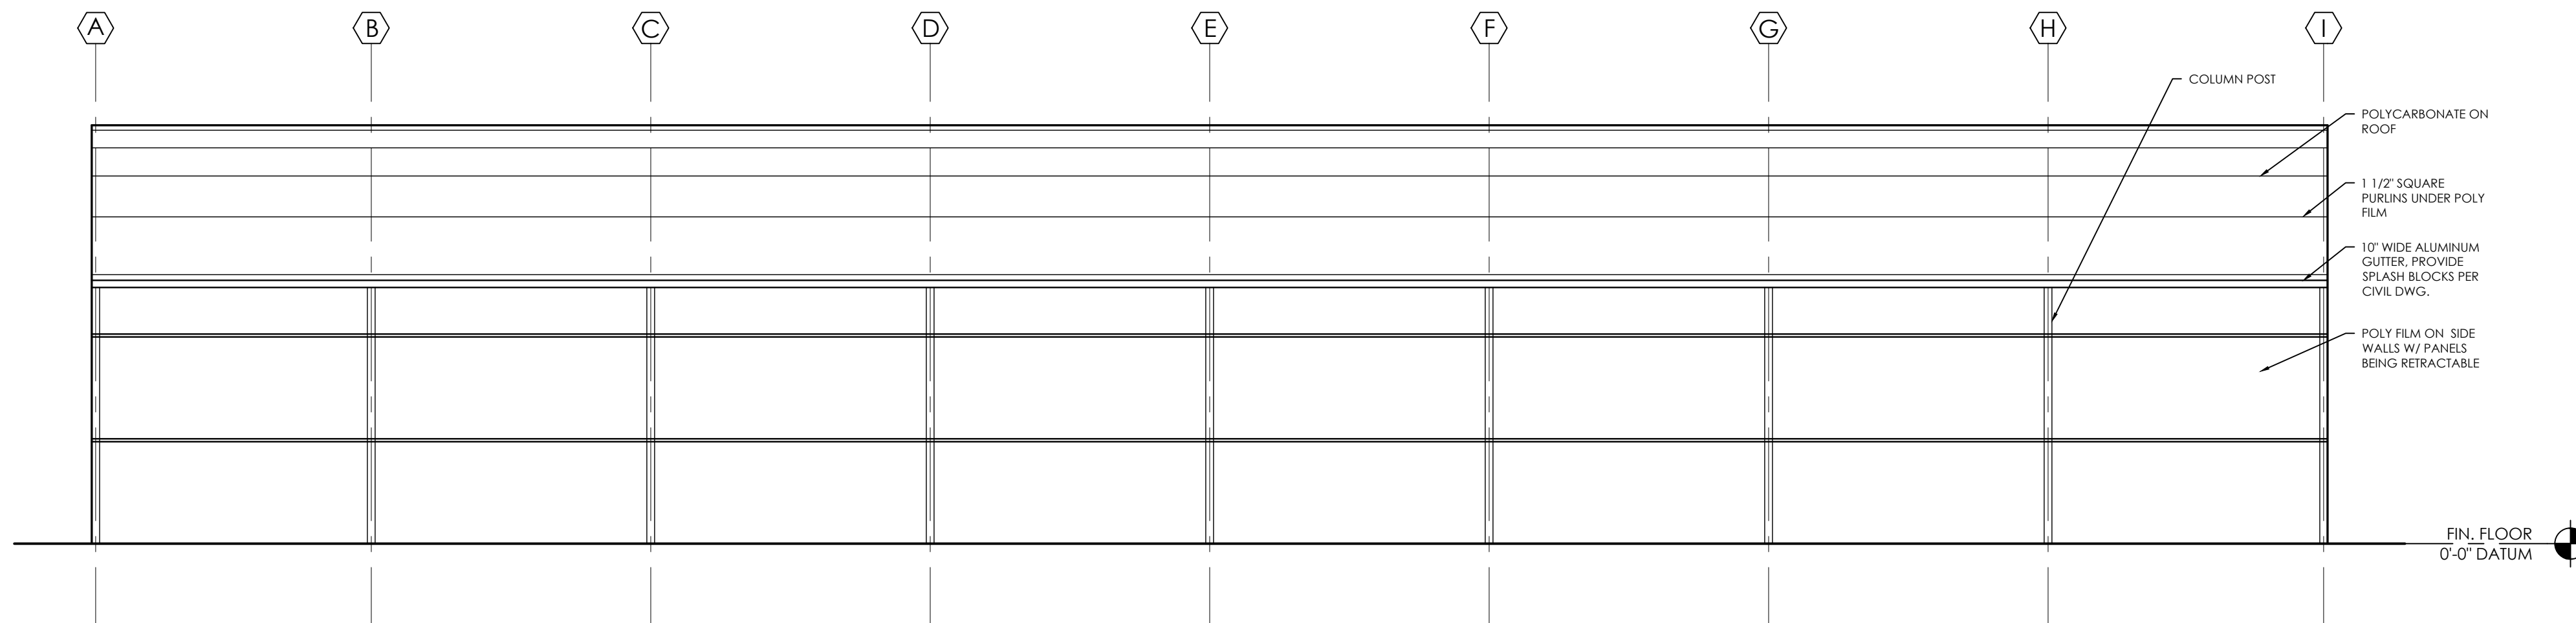 A B C D E F G H I
COLUMN POST
POLYCARBONATE ON
ROOF
1 1/2" SQUARE
PURLINS UNDER POLY
FILM
10" WIDE ALUMINUM
GUTTER, PROVIDE
SPLASH BLOCKS PER
CIVIL DWG.
POLY FILM ON  SIDE
WALLS W/ PANELS
BEING RETRACTABLE
FIN. FLOOR
0'-0" DATUM